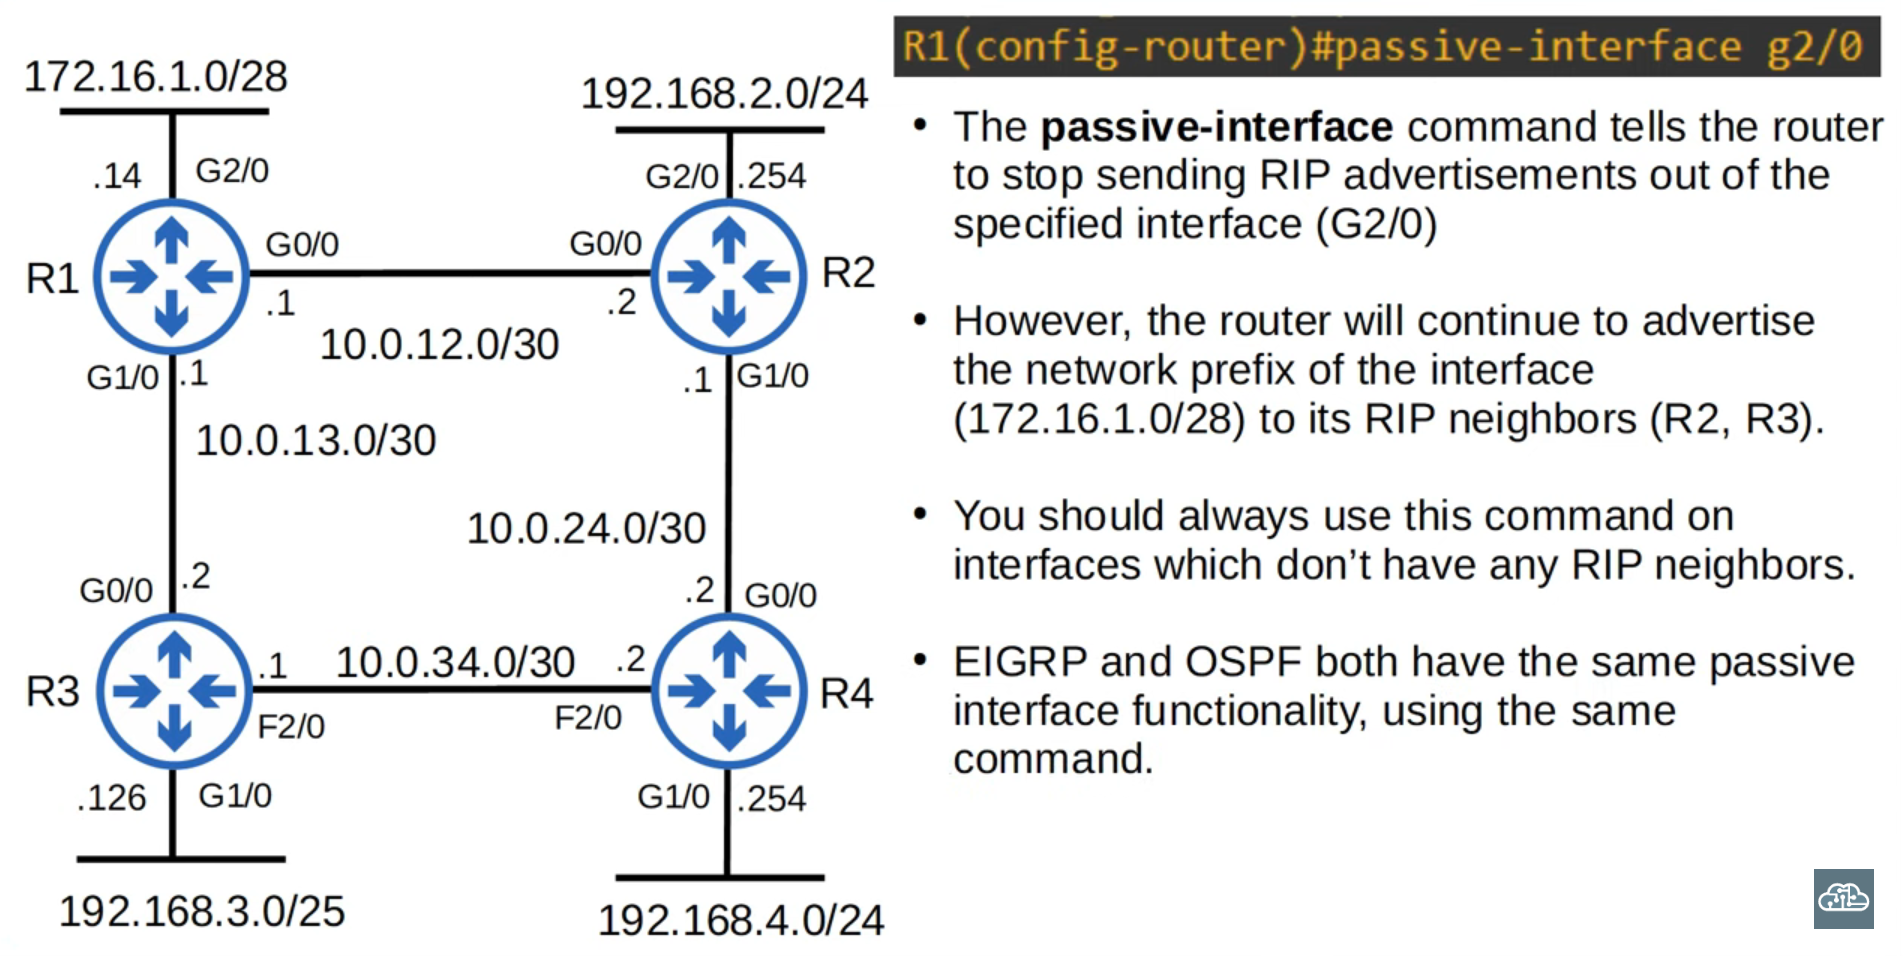 R1(config-router)#passive-interface g2/0
172.16.1.0/28
192.168.2.0/24
.14
G2/0
G2/0
.254
R1
G0/0
G0/0
R2
.1
.2
10.0.12.0/30
G1/0
.1
.1
G1/0
10.0.13.0/30
10.0.24.0/30
G0/0
.2
.2
G0/0
R3
.1
10.0.34.0/30
.2
R4
F2/0
F2/0
.126
G1/0
G1/0
.254
192.168.3.0/25
192.168.4.0/24
• The passive-interface command tells the router
to stop sending RIP advertisements out of the
specified interface (G2/0)
• However, the router will continue to advertise
the network prefix of the interface
(172.16.1.0/28) to its RIP neighbors (R2, R3).
• You should always use this command on
interfaces which don’t have any RIP neighbors.
• EIGRP and OSPF both have the same passive
interface functionality, using the same
command.